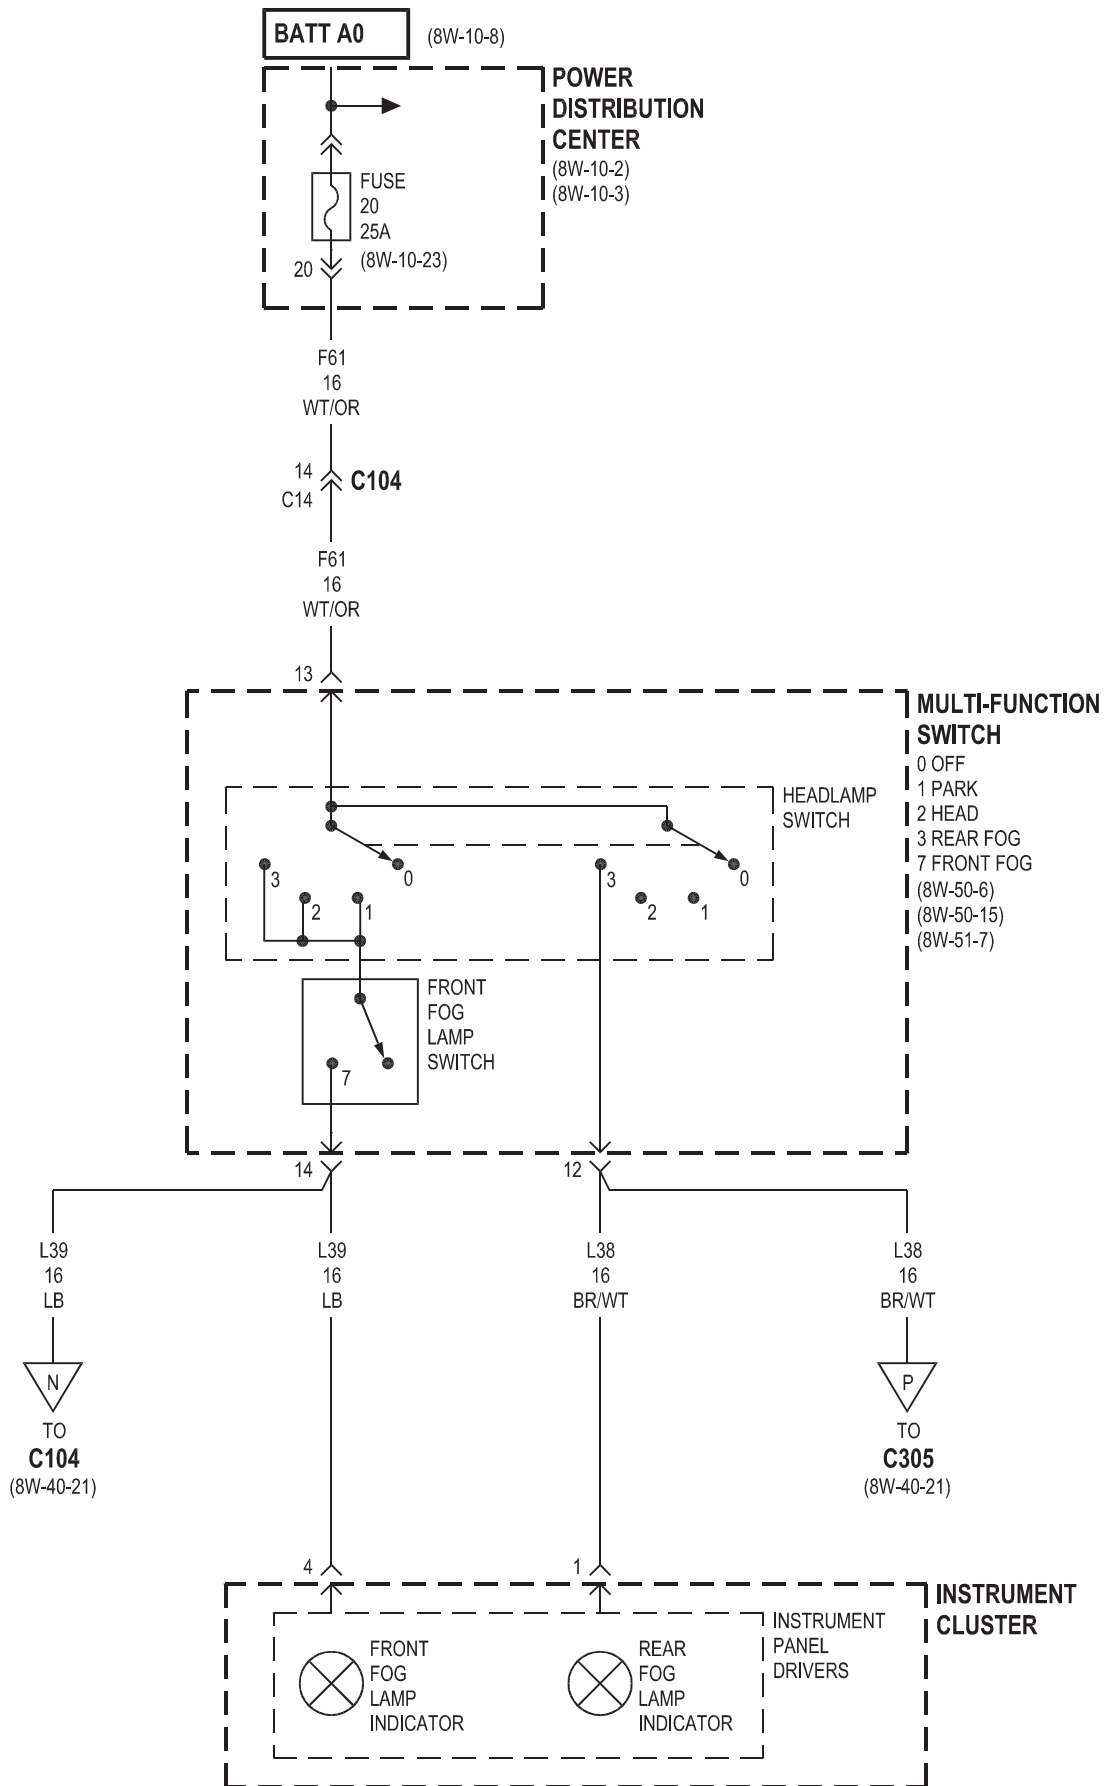 BATT A0
(8W-10-8)
POWER
DISTRIBUTION
CENTER
(8W-10-2)
(8W-10-3)
FUSE
20
25A
(8W-10-23)
20
F61
16
WT/OR
14
C14
C104
F61
16
WT/OR
13
MULTI-FUNCTION
SWITCH
0 OFF
1 PARK
2 HEAD
3 REAR FOG
7 FRONT FOG
(8W-50-6)
(8W-50-15)
(8W-51-7)
HEADLAMP
SWITCH
3
2
1
0
3
2
1
0
FRONT
FOG
LAMP
SWITCH
7
14
12
L39
16
LB
L39
16
LB
L38
16
BR/WT
L38
16
BR/WT
N
TO
C104
(8W-40-21)
P
TO
C305
(8W-40-21)
4
1
INSTRUMENT
CLUSTER
INSTRUMENT
PANEL
DRIVERS
FRONT
FOG
LAMP
INDICATOR
REAR
FOG
LAMP
INDICATOR